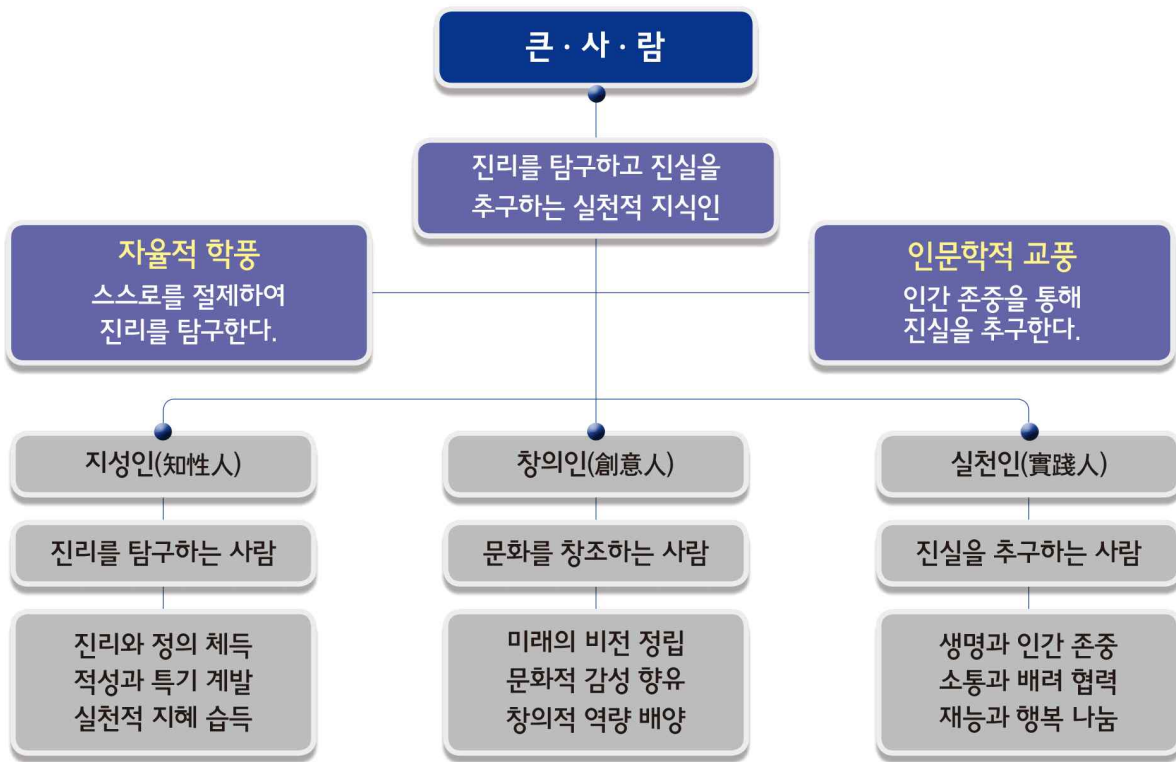 큰 · 사 · 람
진리를 탐구하고 진실을
추구하는 실천적 지식인
자율적 학풍
스스로를 절제하여
진리를 탐구한다.
인문학적 교풍
인간 존중을 통해
진실을 추구한다.
지성인(知性人)
진리를 탐구하는 사람
진리와 정의 체득
적성과 특기 계발
실천적 지혜 습득
창의인(創意人)
문화를 창조하는 사람
미래의 비전 정립
문화적 감성 향유
창의적 역량 배양
실천인(實踐人)
진실을 추구하는 사람
생명과 인간 존중
소통과 배려 협력
재능과 행복 나눔